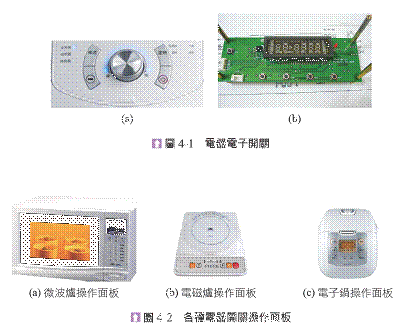 (a)
(b)
圖 4-1 電器電子開關
(a) 微波爐操作面板
(b) 電磁爐操作面板
(c) 電子鍋操作面板
圖 4-2 各種電器開關操作面板